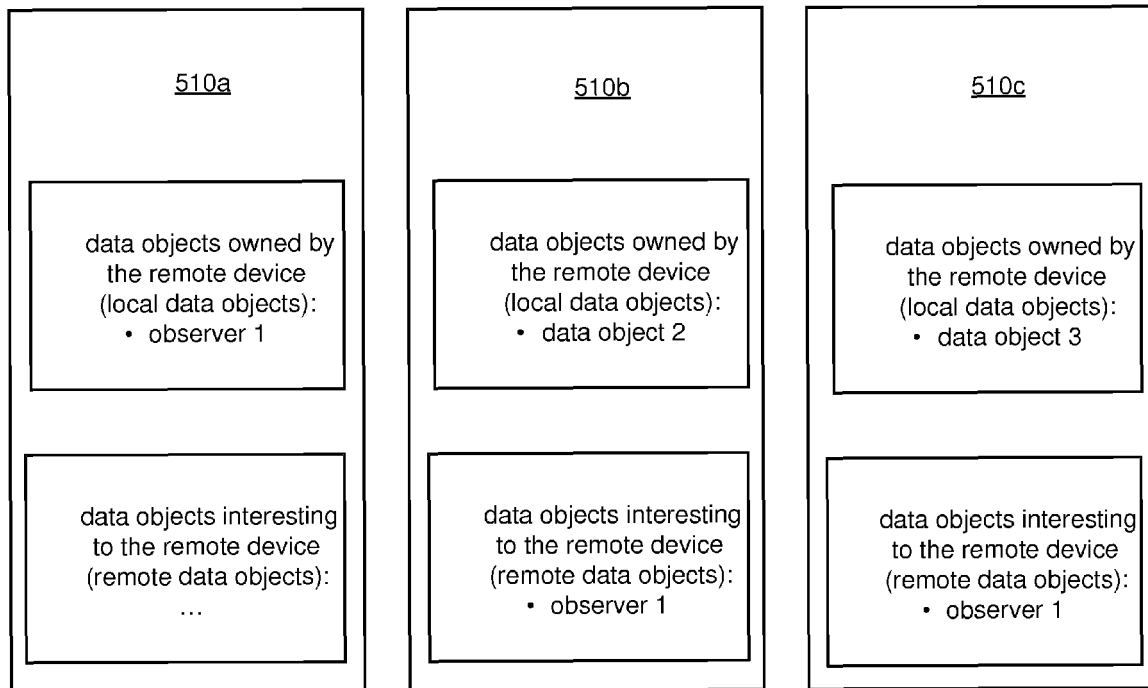 510a
data objects owned by
the remote device
(local data objects):
• observer 1
data objects interesting
to the remote device
(remote data objects):
...
510b
data objects owned by
the remote device
(local data objects):
• data object 2
data objects interesting
to the remote device
(remote data objects):
• observer 1
510c
data objects owned by
the remote device
(local data objects):
• data object 3
data objects interesting
to the remote device
(remote data objects):
• observer 1